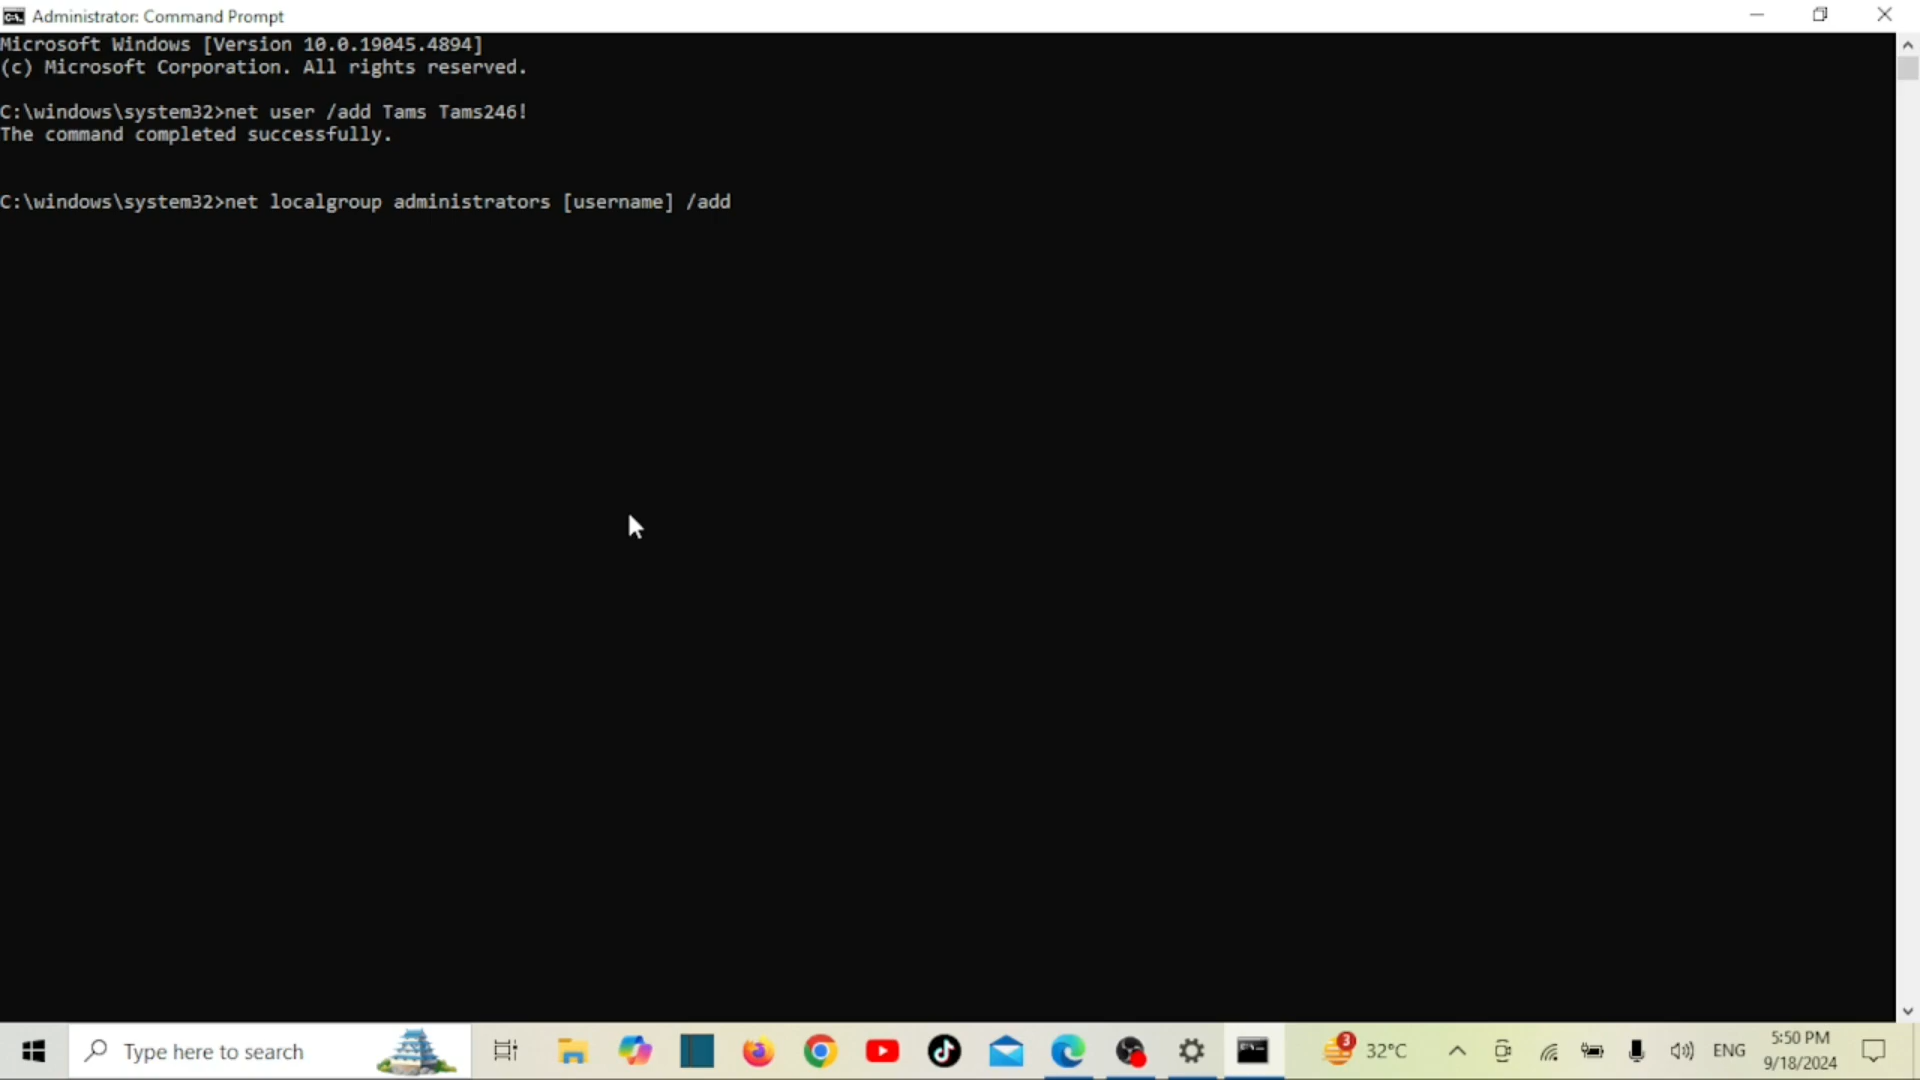 Administrator: Command Prompt
Microsoft Windows [Version 10.0.19045.4894]
(c) Microsoft Corporation. All rights reserved.
C:\windows\system32>net user /add Tams Tams246!
The command completed successfully.
C:\windows\system32>net localgroup administrators [username] /add
Type here to search
3
32°C
ENG
5:50 PM
9/18/2024